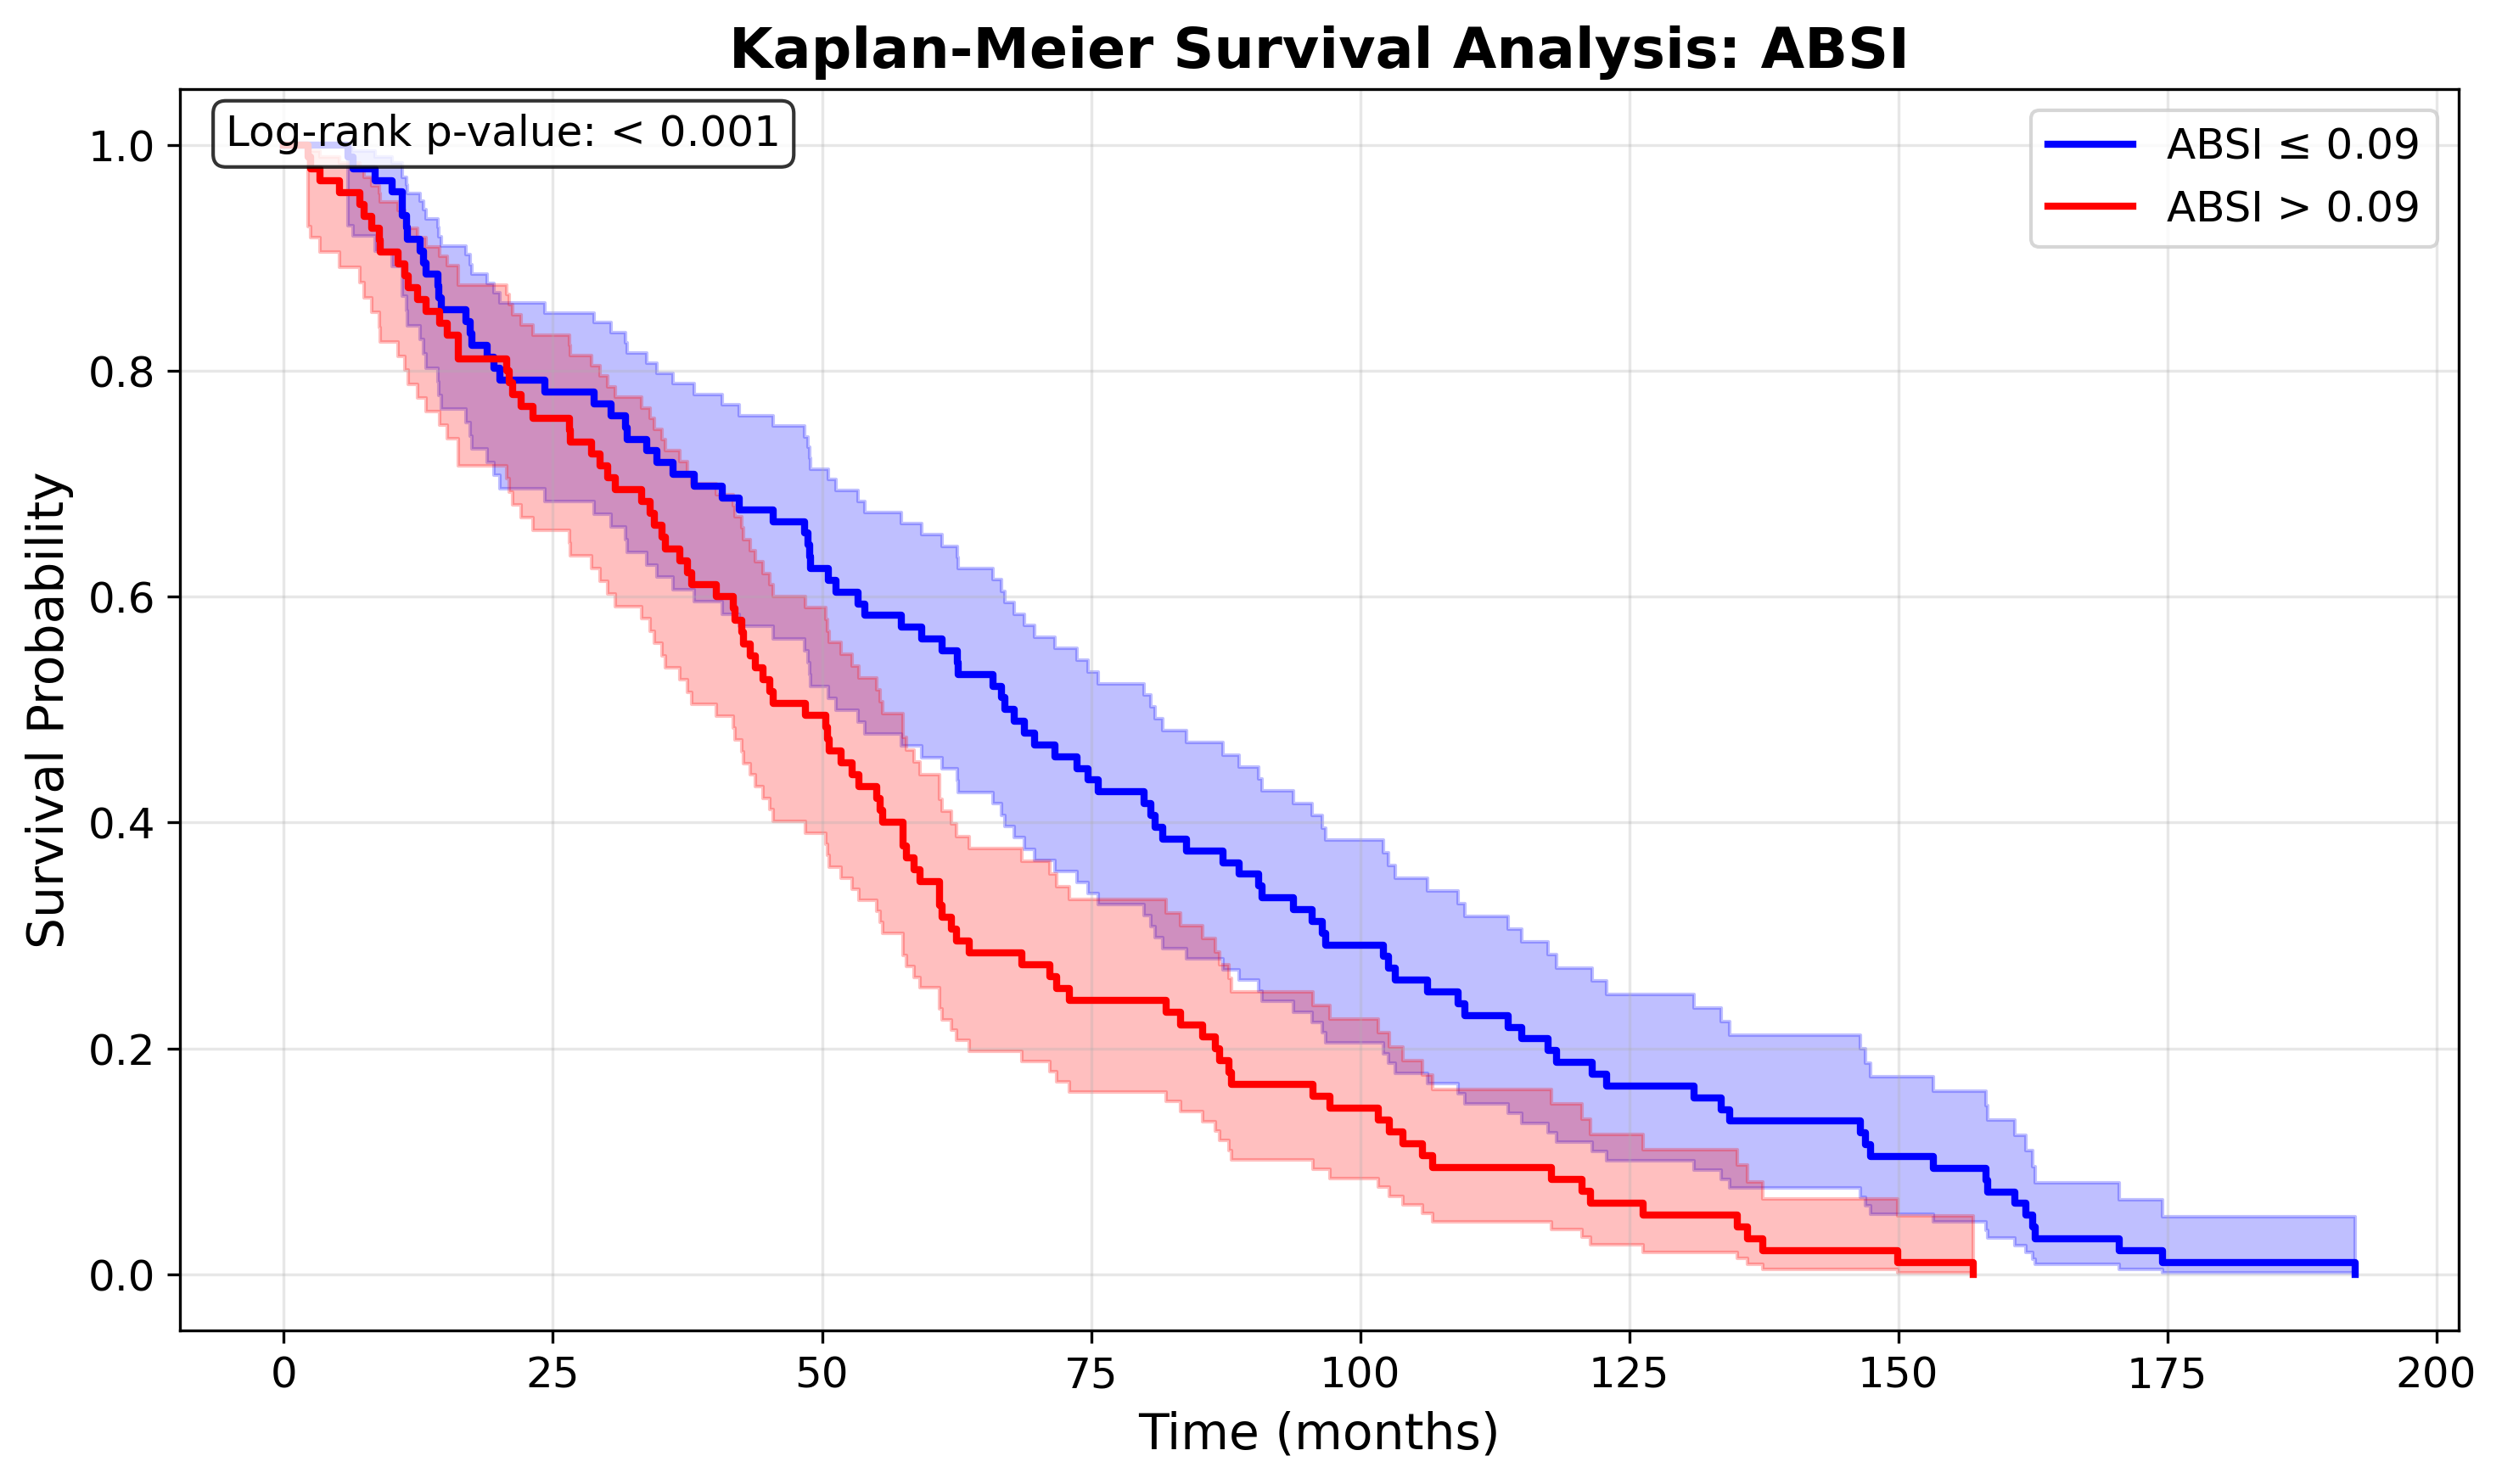 Kaplan-Meier Survival Analysis: ABSI
Log-rank p-value: < 0.001
ABSI ≤ 0.09
ABSI > 0.09
Survival Probability
1.0
0.8
0.6
0.4
0.2
0.0
0 25 50 75 100 125 150 175 200
Time (months)